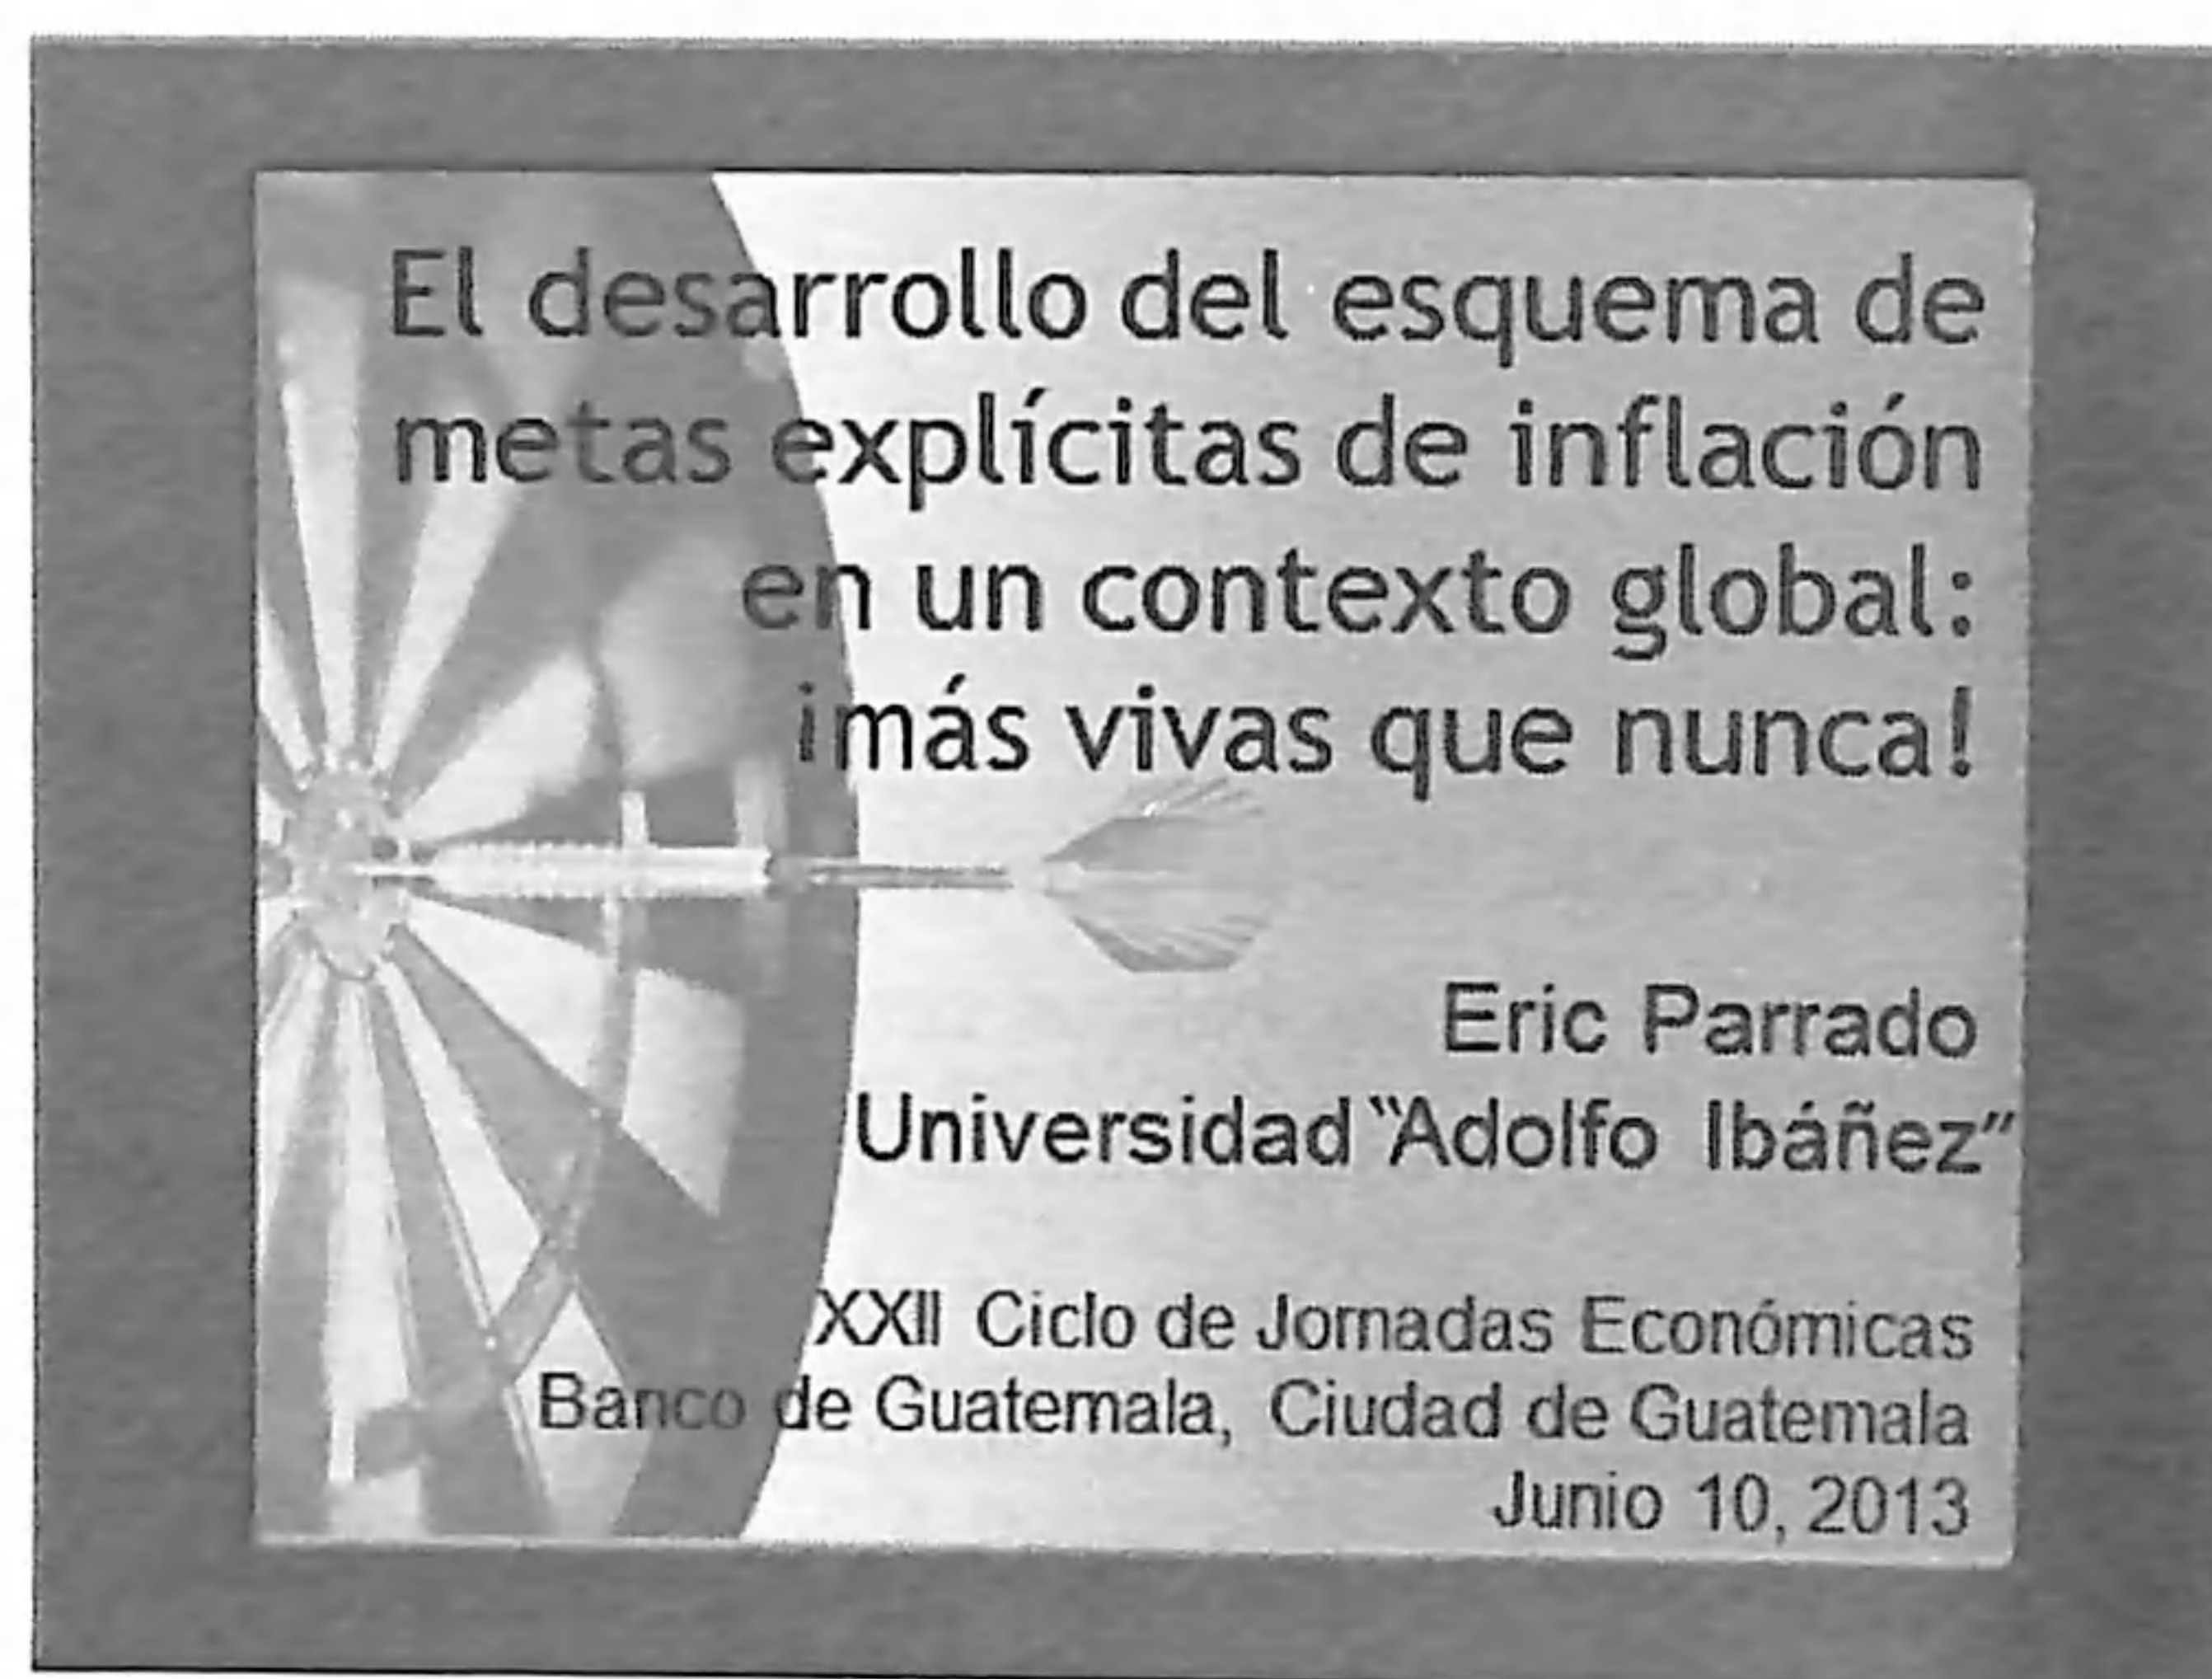 El desarrollo del esquema de
metas explícitas de inflación
en un contexto global:
¡más vivas que nunca!
Eric Parrado
Universidad "Adolfo Ibáñez"
XXII Ciclo de Jornadas Económicas
Banco de Guatemala, Ciudad de Guatemala
Junio 10, 2013